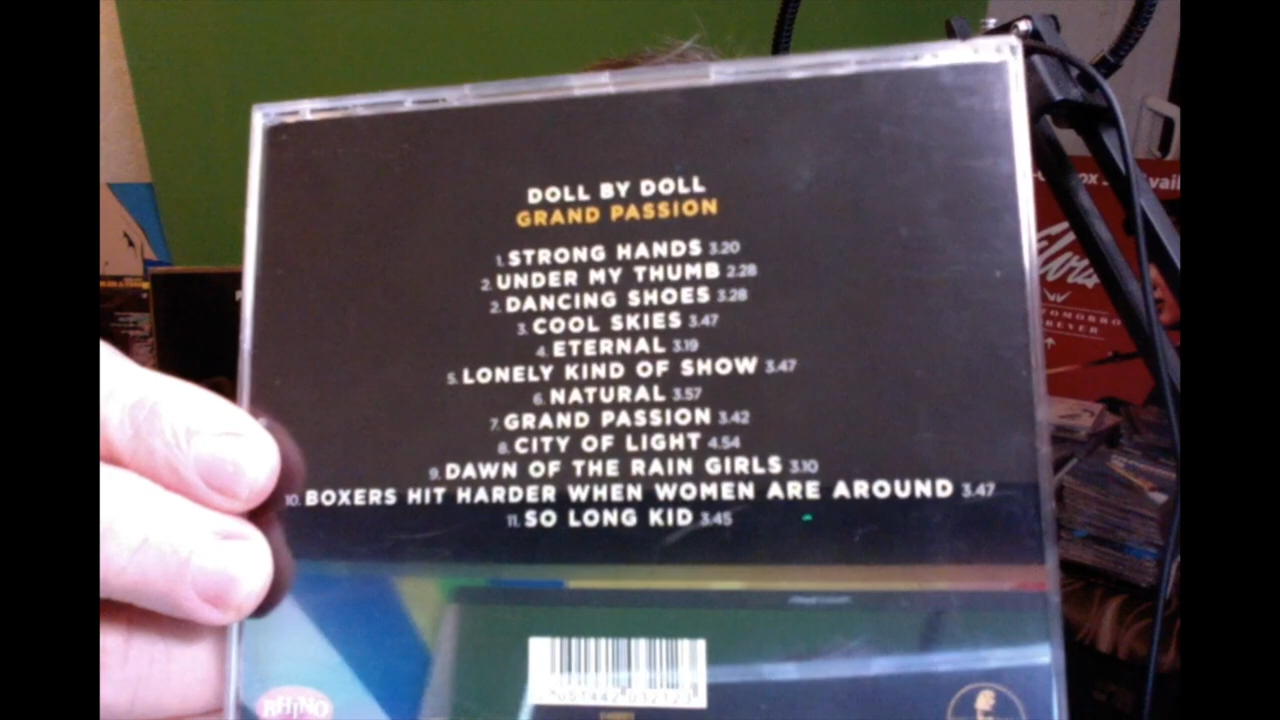 DOLL BY DOLL
GRAND PASSION
1. STRONG HANDS 3.20
2. UNDER MY THUMB 2.28
2. DANCING SHOES 3.28
3. COOL SKIES 3.47
4. ETERNAL 3.19
5. LONELY KIND OF SHOW 3.47
6. NATURAL 3.57
7. GRAND PASSION 3.42
8. CITY OF LIGHT 4.54
9. DAWN OF THE RAIN GIRLS 3.10
10. BOXERS HIT HARDER WHEN WOMEN ARE AROUND 3.47
11. SO LONG KID 3.45
RHINO